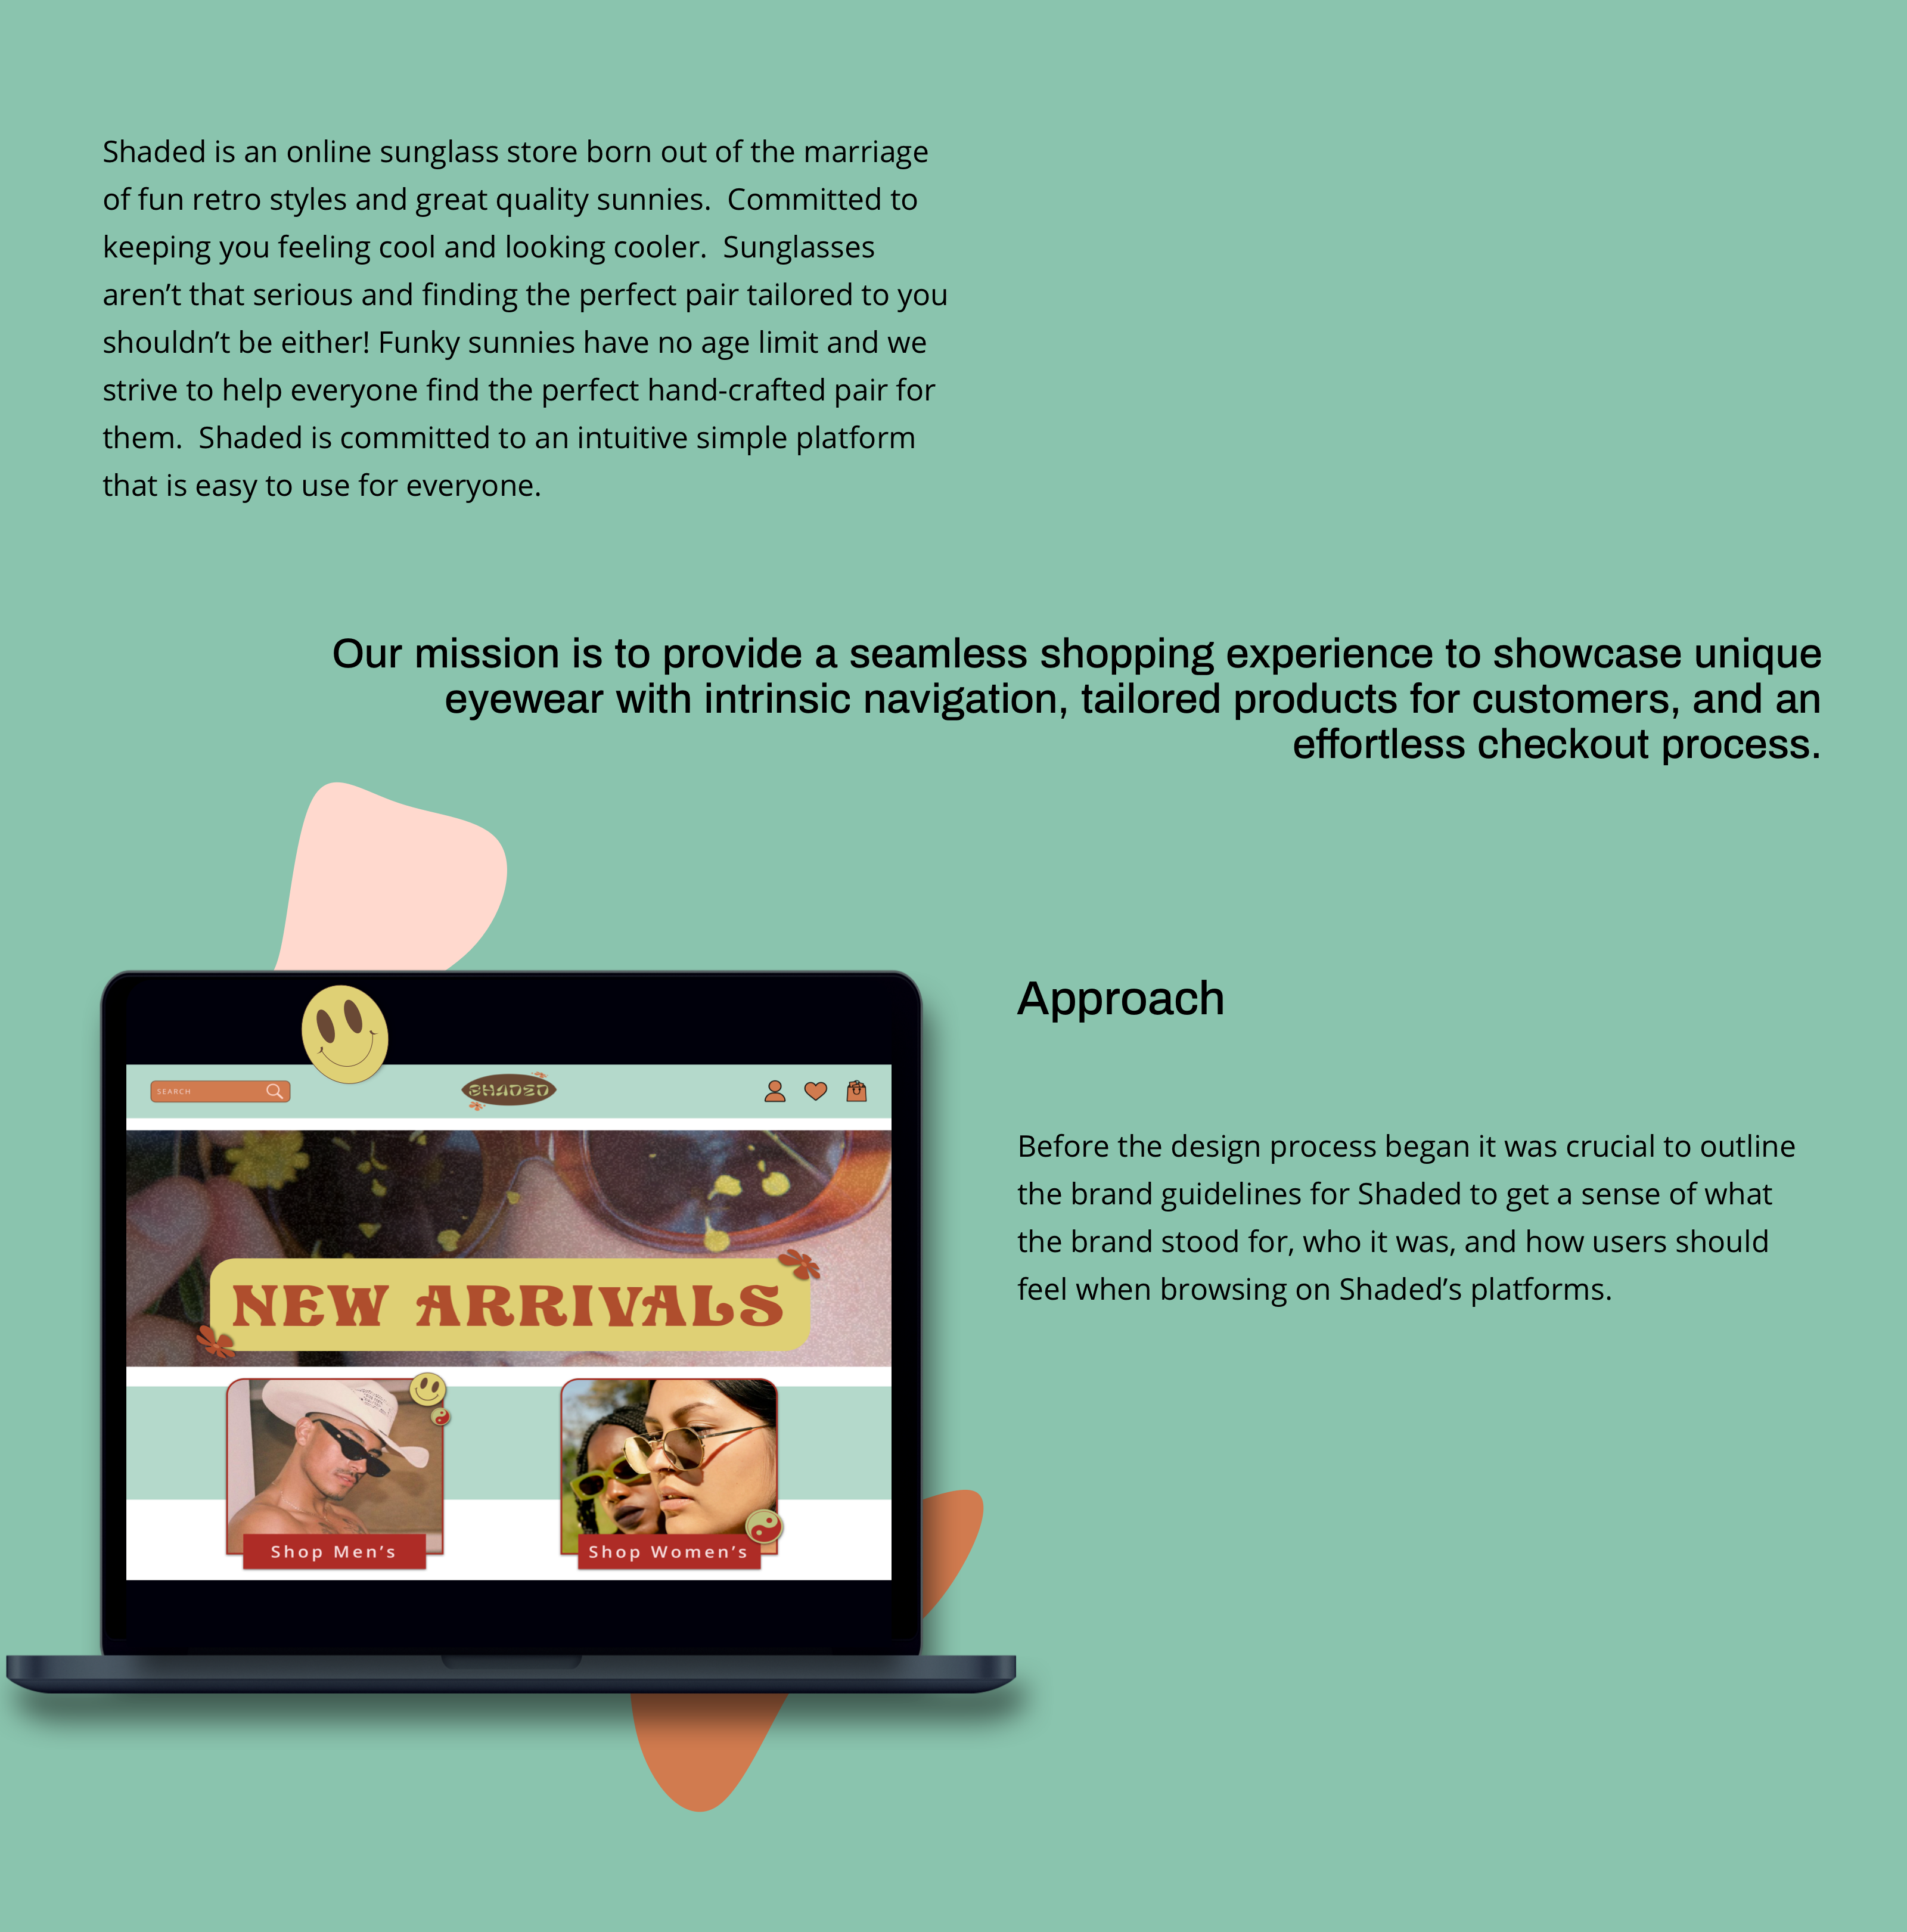 Shaded is an online sunglass store born out of the marriage
of fun retro styles and great quality sunnies.  Committed to
keeping you feeling cool and looking cooler.  Sunglasses
aren’t that serious and finding the perfect pair tailored to you
shouldn’t be either! Funky sunnies have no age limit and we
strive to help everyone find the perfect hand-crafted pair for
them.  Shaded is committed to an intuitive simple platform
that is easy to use for everyone.
Our mission is to provide a seamless shopping experience to showcase unique
eyewear with intrinsic navigation, tailored products for customers, and an
effortless checkout process.
SEARCH
SHADED
NEW ARRIVALS
Shop Men’s
Shop Women’s
Approach
Before the design process began it was crucial to outline
the brand guidelines for Shaded to get a sense of what
the brand stood for, who it was, and how users should
feel when browsing on Shaded’s platforms.